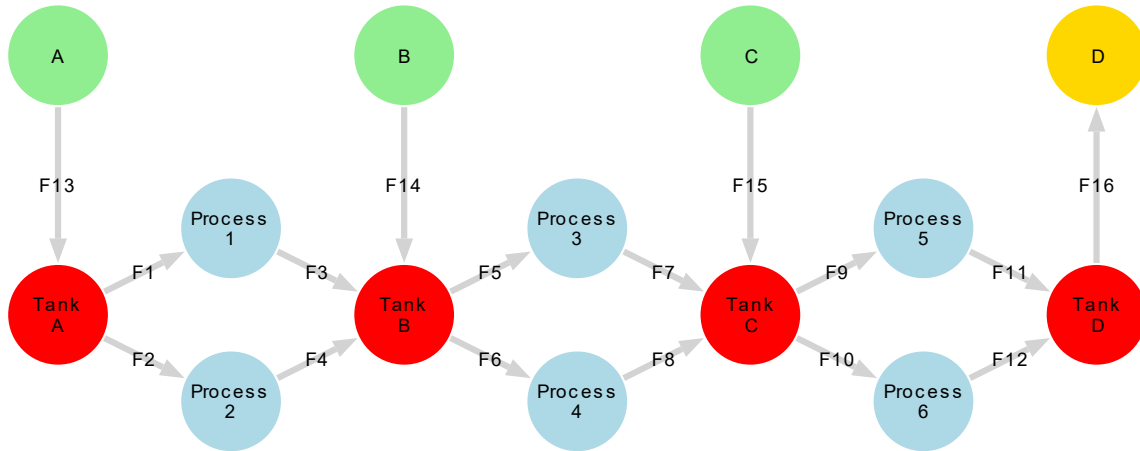 A
B
C
D
F13
F14
F15
F16
Process
1
Process
3
Process
5
F1
F3
F5
F7
F9
F11
Tank
A
Tank
B
Tank
C
Tank
D
F2
F4
F6
F8
F10
F12
Process
2
Process
4
Process
6